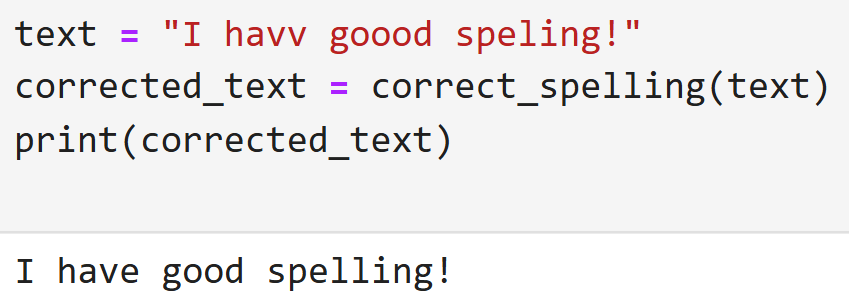 text = "I havv goood speling!"
corrected_text = correct_spelling(text)
print(corrected_text)
I have good spelling!